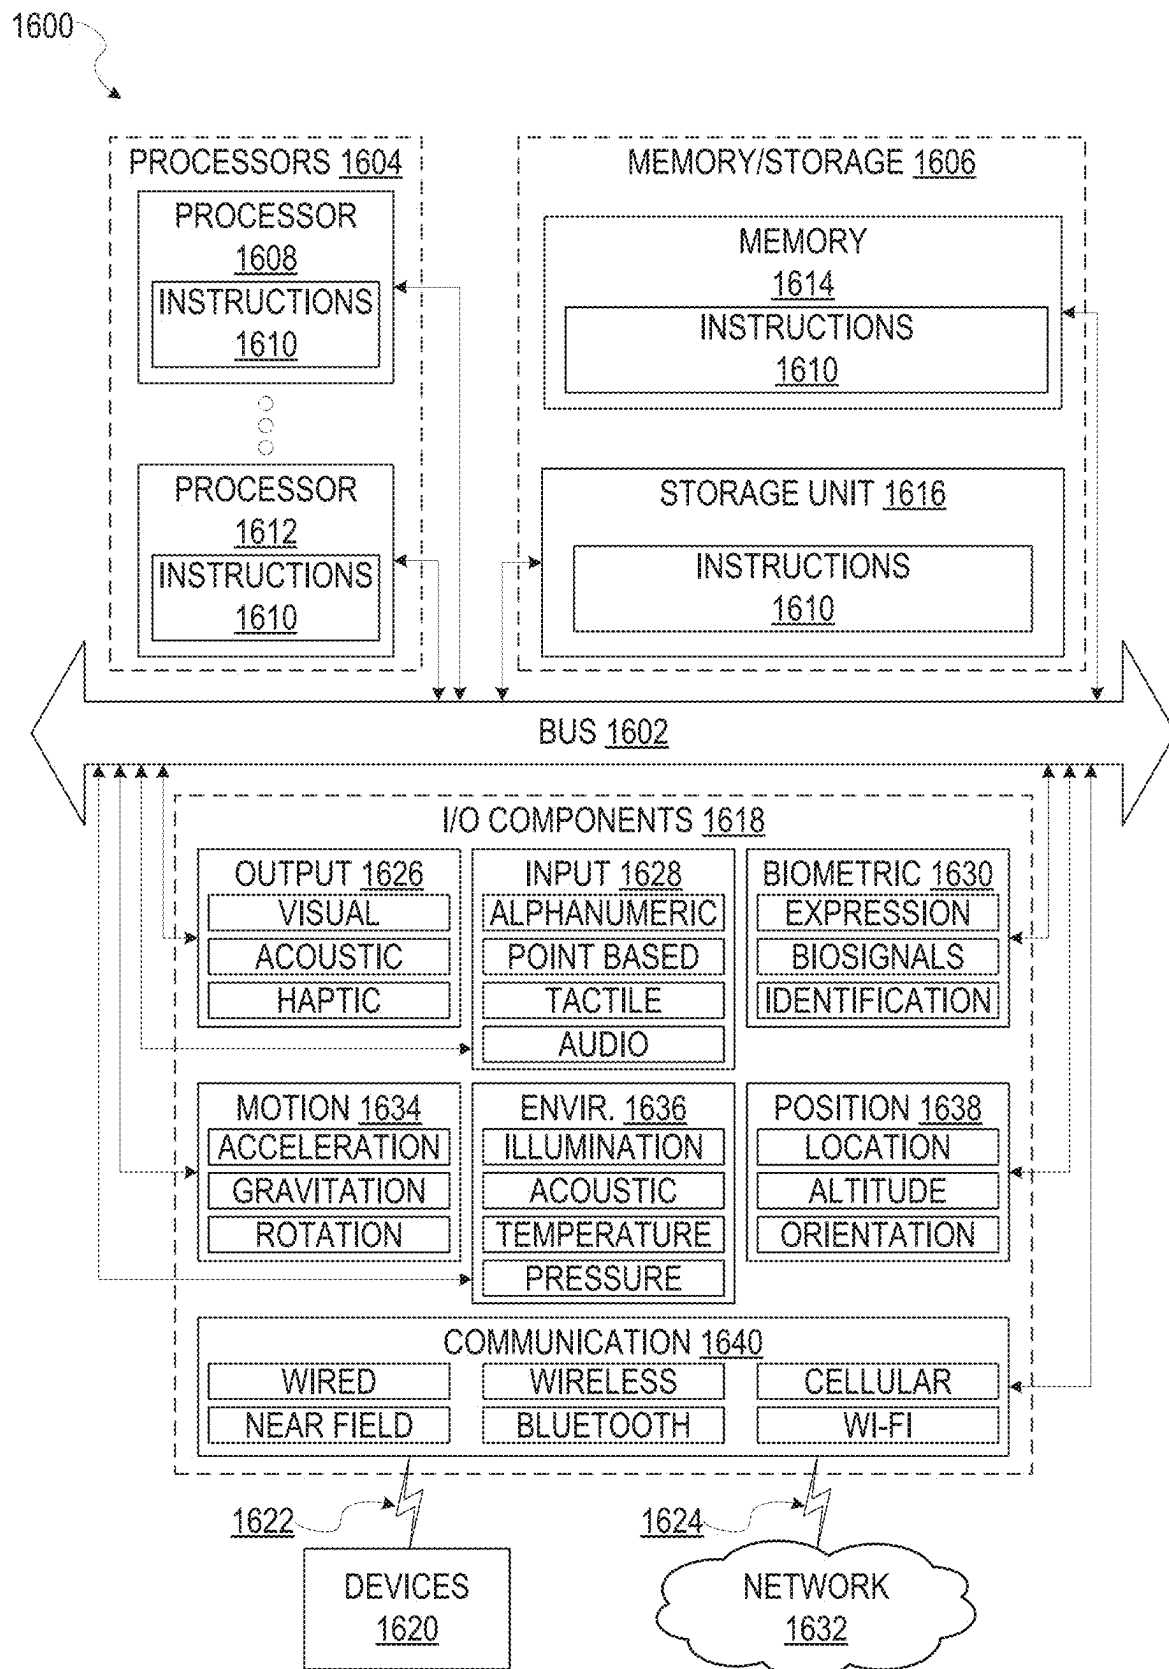 1600
PROCESSORS 1604
PROCESSOR
1608
INSTRUCTIONS
1610
PROCESSOR
1612
INSTRUCTIONS
1610
MEMORY/STORAGE 1606
MEMORY
1614
INSTRUCTIONS
1610
STORAGE UNIT 1616
INSTRUCTIONS
1610
BUS 1602
I/O COMPONENTS 1618
OUTPUT 1626
VISUAL
ACOUSTIC
HAPTIC
INPUT 1628
ALPHANUMERIC
POINT BASED
TACTILE
AUDIO
BIOMETRIC 1630
EXPRESSION
BIOSIGNALS
IDENTIFICATION
MOTION 1634
ACCELERATION
GRAVITATION
ROTATION
ENVIR. 1636
ILLUMINATION
ACOUSTIC
TEMPERATURE
PRESSURE
POSITION 1638
LOCATION
ALTITUDE
ORIENTATION
COMMUNICATION 1640
WIRED
WIRELESS
CELLULAR
NEAR FIELD
BLUETOOTH
WI-FI
1622
1624
DEVICES
1620
NETWORK
1632